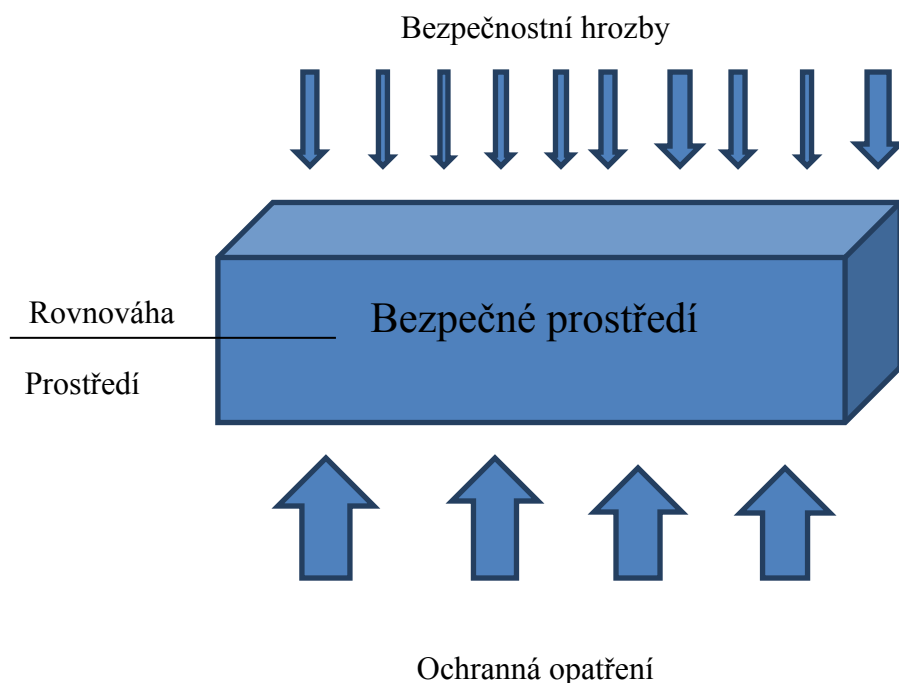 Bezpečnostní hrozby
Rovnováha
Bezpečné prostředí
Prostředí
Ochranná opatření